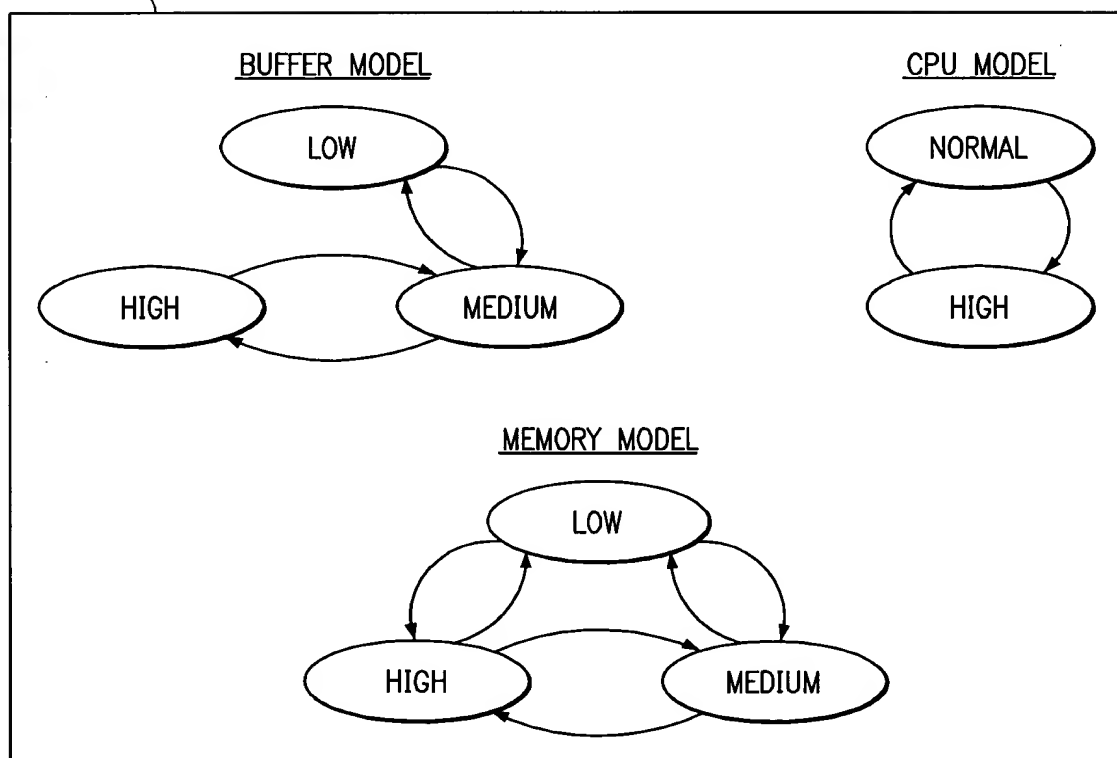 BUFFER MODEL
LOW
HIGH
MEDIUM
CPU MODEL
NORMAL
HIGH
MEMORY MODEL
LOW
HIGH
MEDIUM